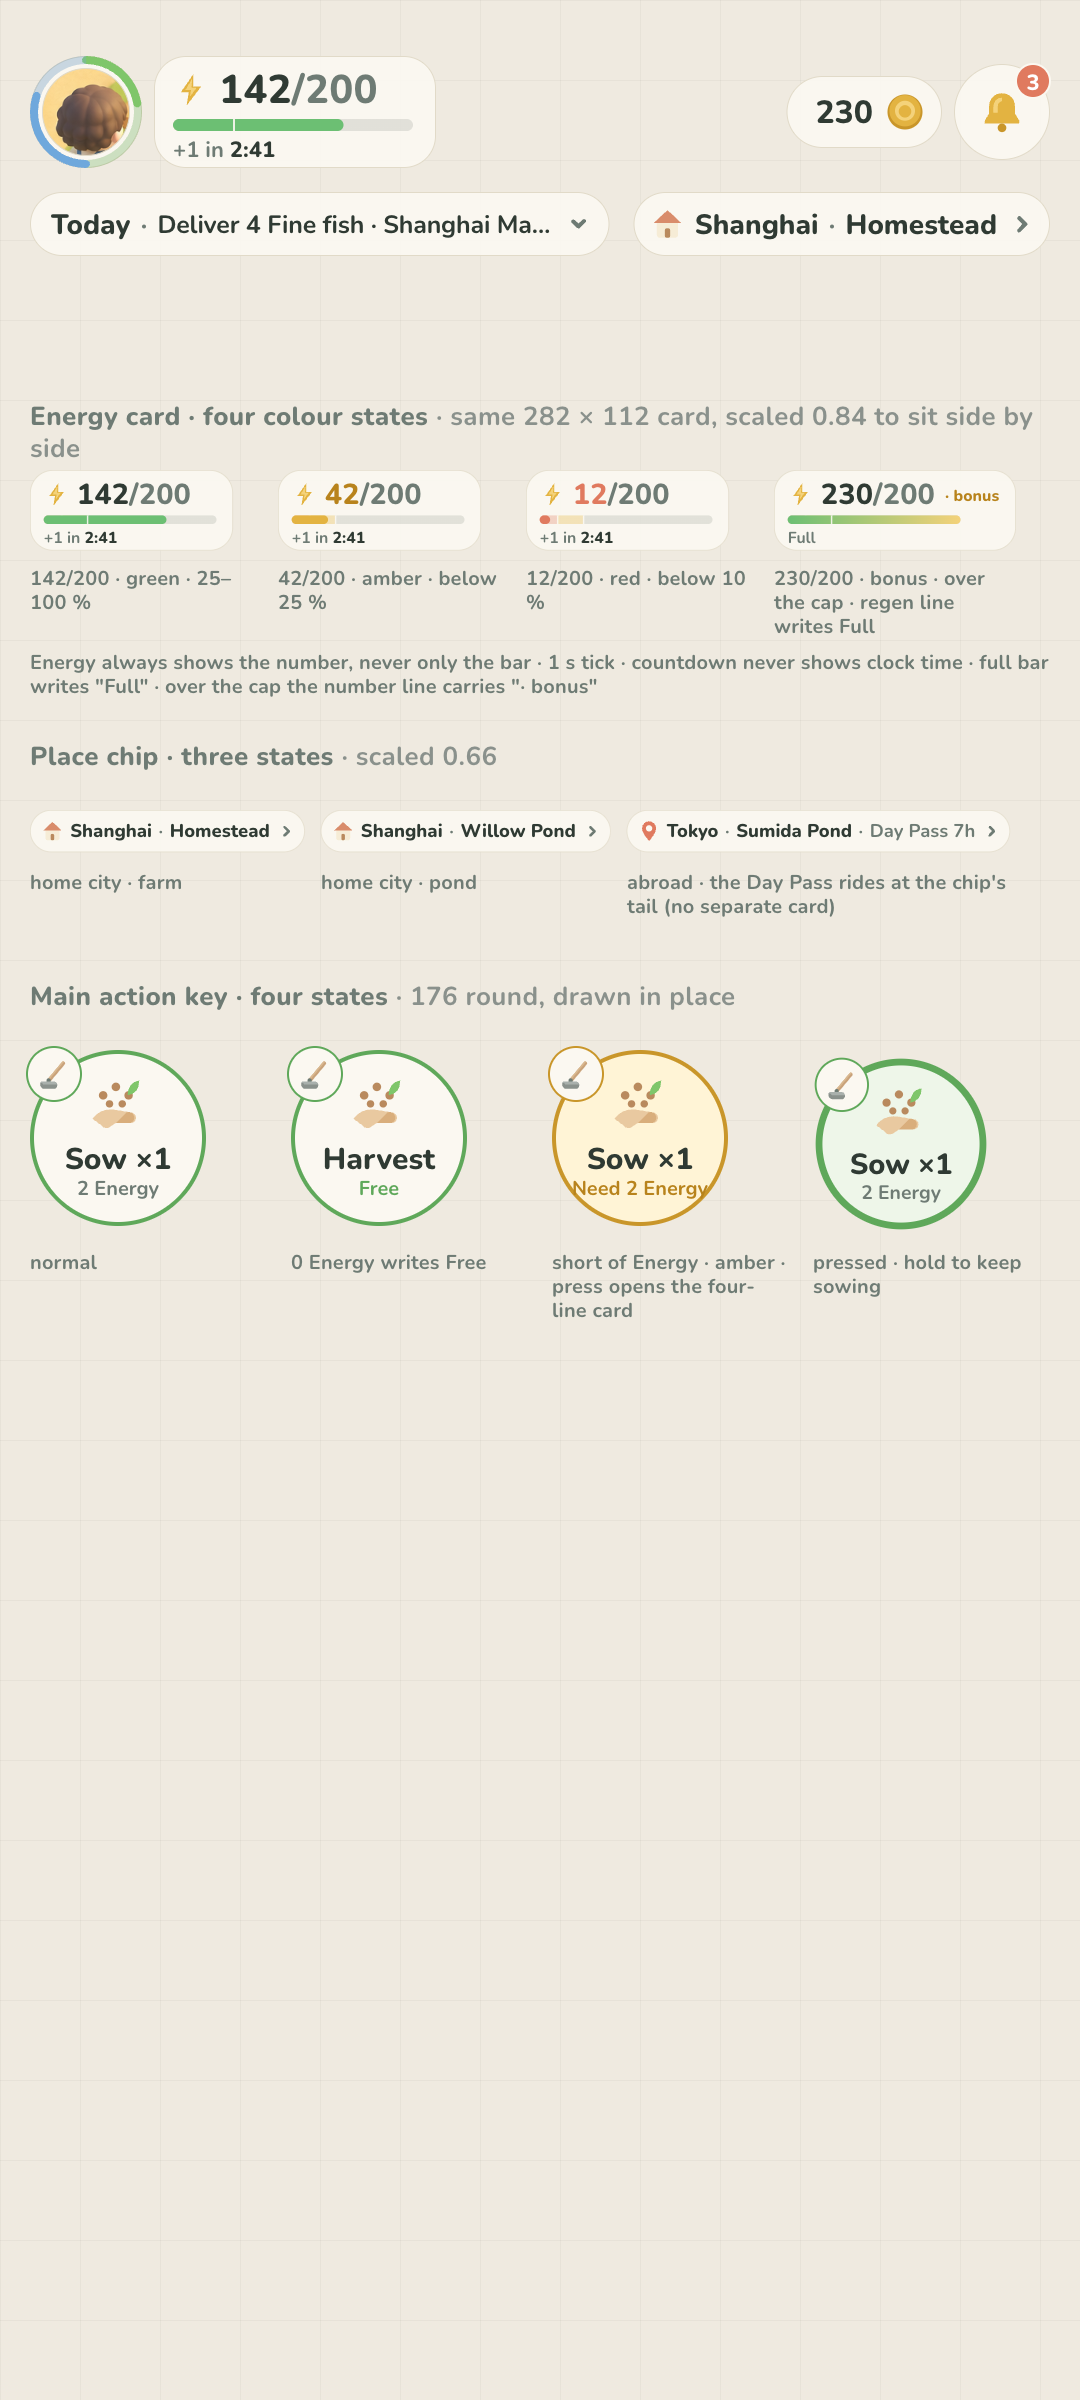 142/200
+1 in 2:41
230
3
Today · Deliver 4 Fine fish · Shanghai Ma...
Shanghai · Homestead
Energy card · four colour states · same 282 × 112 card, scaled 0.84 to sit side by
side
142/200
+1 in 2:41
42/200
+1 in 2:41
12/200
+1 in 2:41
230/200 · bonus
Full
142/200 · green · 25–
100 %
42/200 · amber · below
25 %
12/200 · red · below 10
%
230/200 · bonus · over
the cap · regen line
writes Full
Energy always shows the number, never only the bar · 1 s tick · countdown never shows clock time · full bar
writes "Full" · over the cap the number line carries "· bonus"
Place chip · three states · scaled 0.66
Shanghai · Homestead
Shanghai · Willow Pond
Tokyo · Sumida Pond · Day Pass 7h
home city · farm
home city · pond
abroad · the Day Pass rides at the chip's
tail (no separate card)
Main action key · four states · 176 round, drawn in place
Sow ×1
2 Energy
Harvest
Free
Sow ×1
Need 2 Energy
Sow ×1
2 Energy
normal
0 Energy writes Free
short of Energy · amber ·
press opens the four-
line card
pressed · hold to keep
sowing